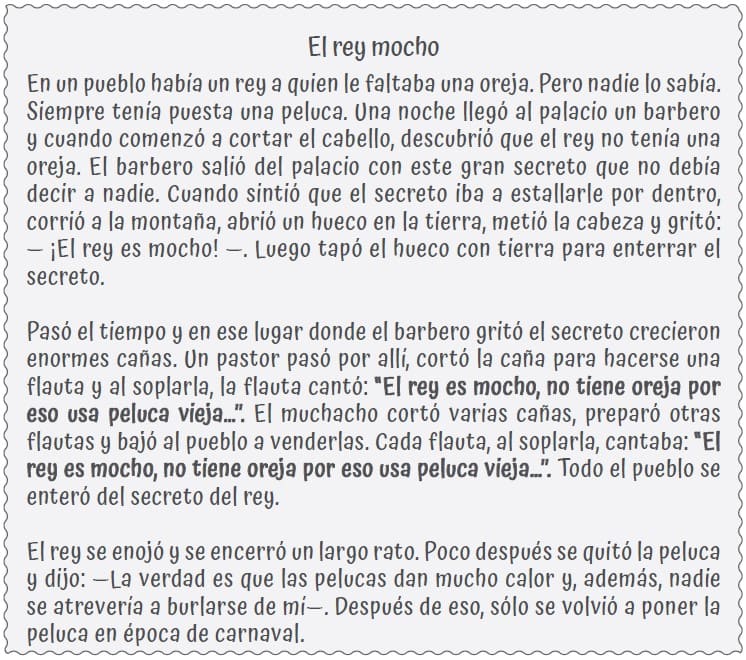 El rey mocho
En un pueblo había un rey a quien le faltaba una oreja. Pero nadie lo sabía.
Siempre tenía puesta una peluca. Una noche llegó al palacio un barbero
y cuando comenzó a cortar el cabello, descubrió que el rey no tenía una
oreja. El barbero salió del palacio con este gran secreto que no debía
decir a nadie. Cuando sintió que el secreto iba a estallarle por dentro,
corrió a la montaña, abrió un hueco en la tierra, metió la cabeza y gritó:
— ¡El rey es mocho! —. Luego tapó el hueco con tierra para enterrar el
secreto.
Pasó el tiempo y en ese lugar donde el barbero gritó el secreto crecieron
enormes cañas. Un pastor pasó por allí, cortó la caña para hacerse una
flauta y al soplarla, la flauta cantó: "El rey es mocho, no tiene oreja por
eso usa peluca vieja...". El muchacho cortó varias cañas, preparó otras
flautas y bajó al pueblo a venderlas. Cada flauta, al soplarla, cantaba: "El
rey es mocho, no tiene oreja por eso usa peluca vieja...". Todo el pueblo se
enteró del secreto del rey.
El rey se enojó y se encerró un largo rato. Poco después se quitó la peluca
y dijo: —La verdad es que las pelucas dan mucho calor y, además, nadie
se atrevería a burlarse de mí—. Después de eso, sólo se volvió a poner la
peluca en época de carnaval.